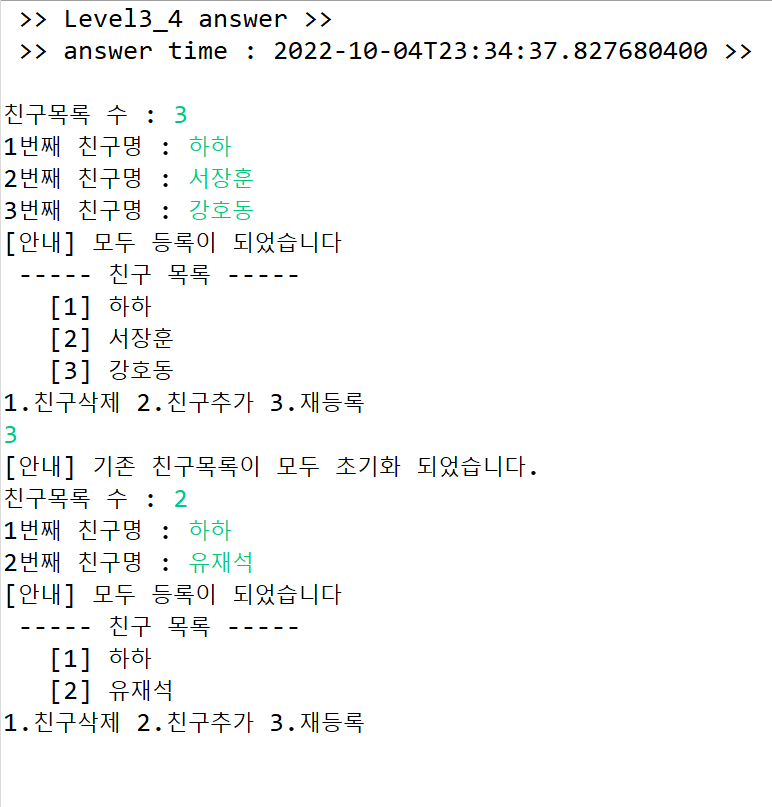 >> Level3_4 answer >>
>> answer time : 2022-10-04T23:34:37.827680400 >>
친구목록 수 : 3
1번째 친구명 : 하하
2번째 친구명 : 서장훈
3번째 친구명 : 강호동
[안내] 모두 등록이 되었습니다
----- 친구 목록 -----
[1] 하하
[2] 서장훈
[3] 강호동
1.친구삭제 2.친구추가 3.재등록
3
[안내] 기존 친구목록이 모두 초기화 되었습니다.
친구목록 수 : 2
1번째 친구명 : 하하
2번째 친구명 : 유재석
[안내] 모두 등록이 되었습니다
----- 친구 목록 -----
[1] 하하
[2] 유재석
1.친구삭제 2.친구추가 3.재등록